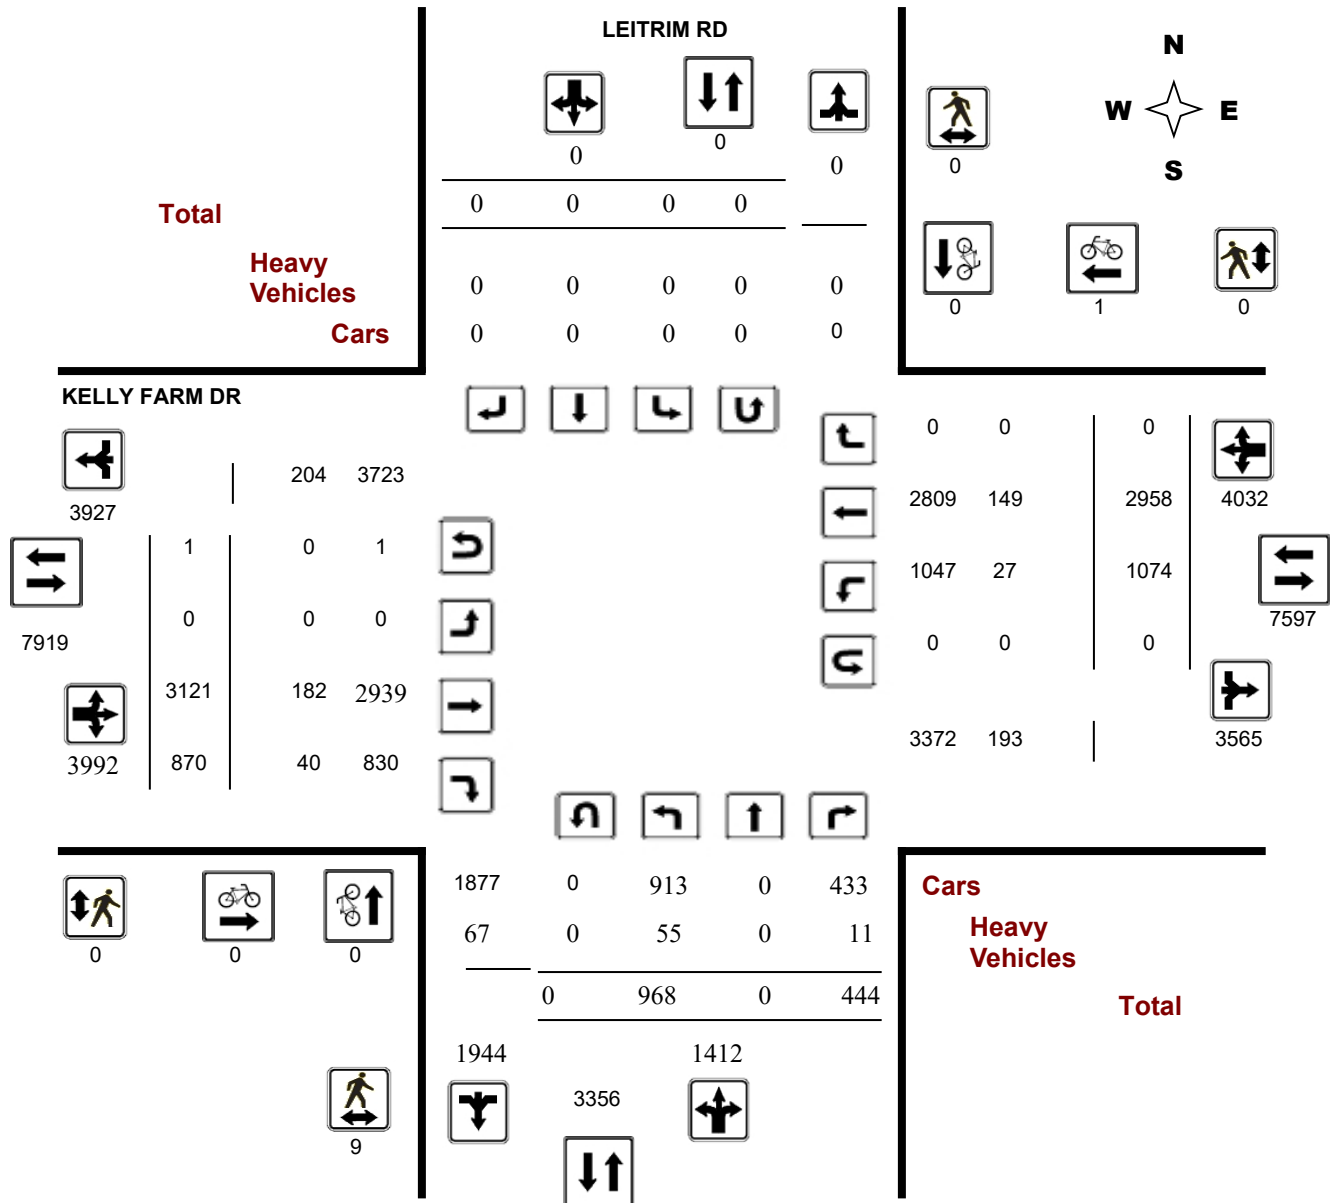 LEITRIM RD
N
W E
S
0
0
0
0
0
Total
0 0 0 0
Heavy
Vehicles
0 0 0 0 0
Cars
0 0 0 0 0
0 1 0
KELLY FARM DR
3927
204 3723
7919
1 0 1
0 0 0
3121 182 2939
3992
870 40 830
0 0 0
2809 149 2958 4032
1047 27 1074
7597
0 0 0
3372 193 3565
0 0 0
9
1877 0 913 0 433
67 0 55 0 11
0 968 0 444
1944 1412
3356
Cars
Heavy
Vehicles
Total